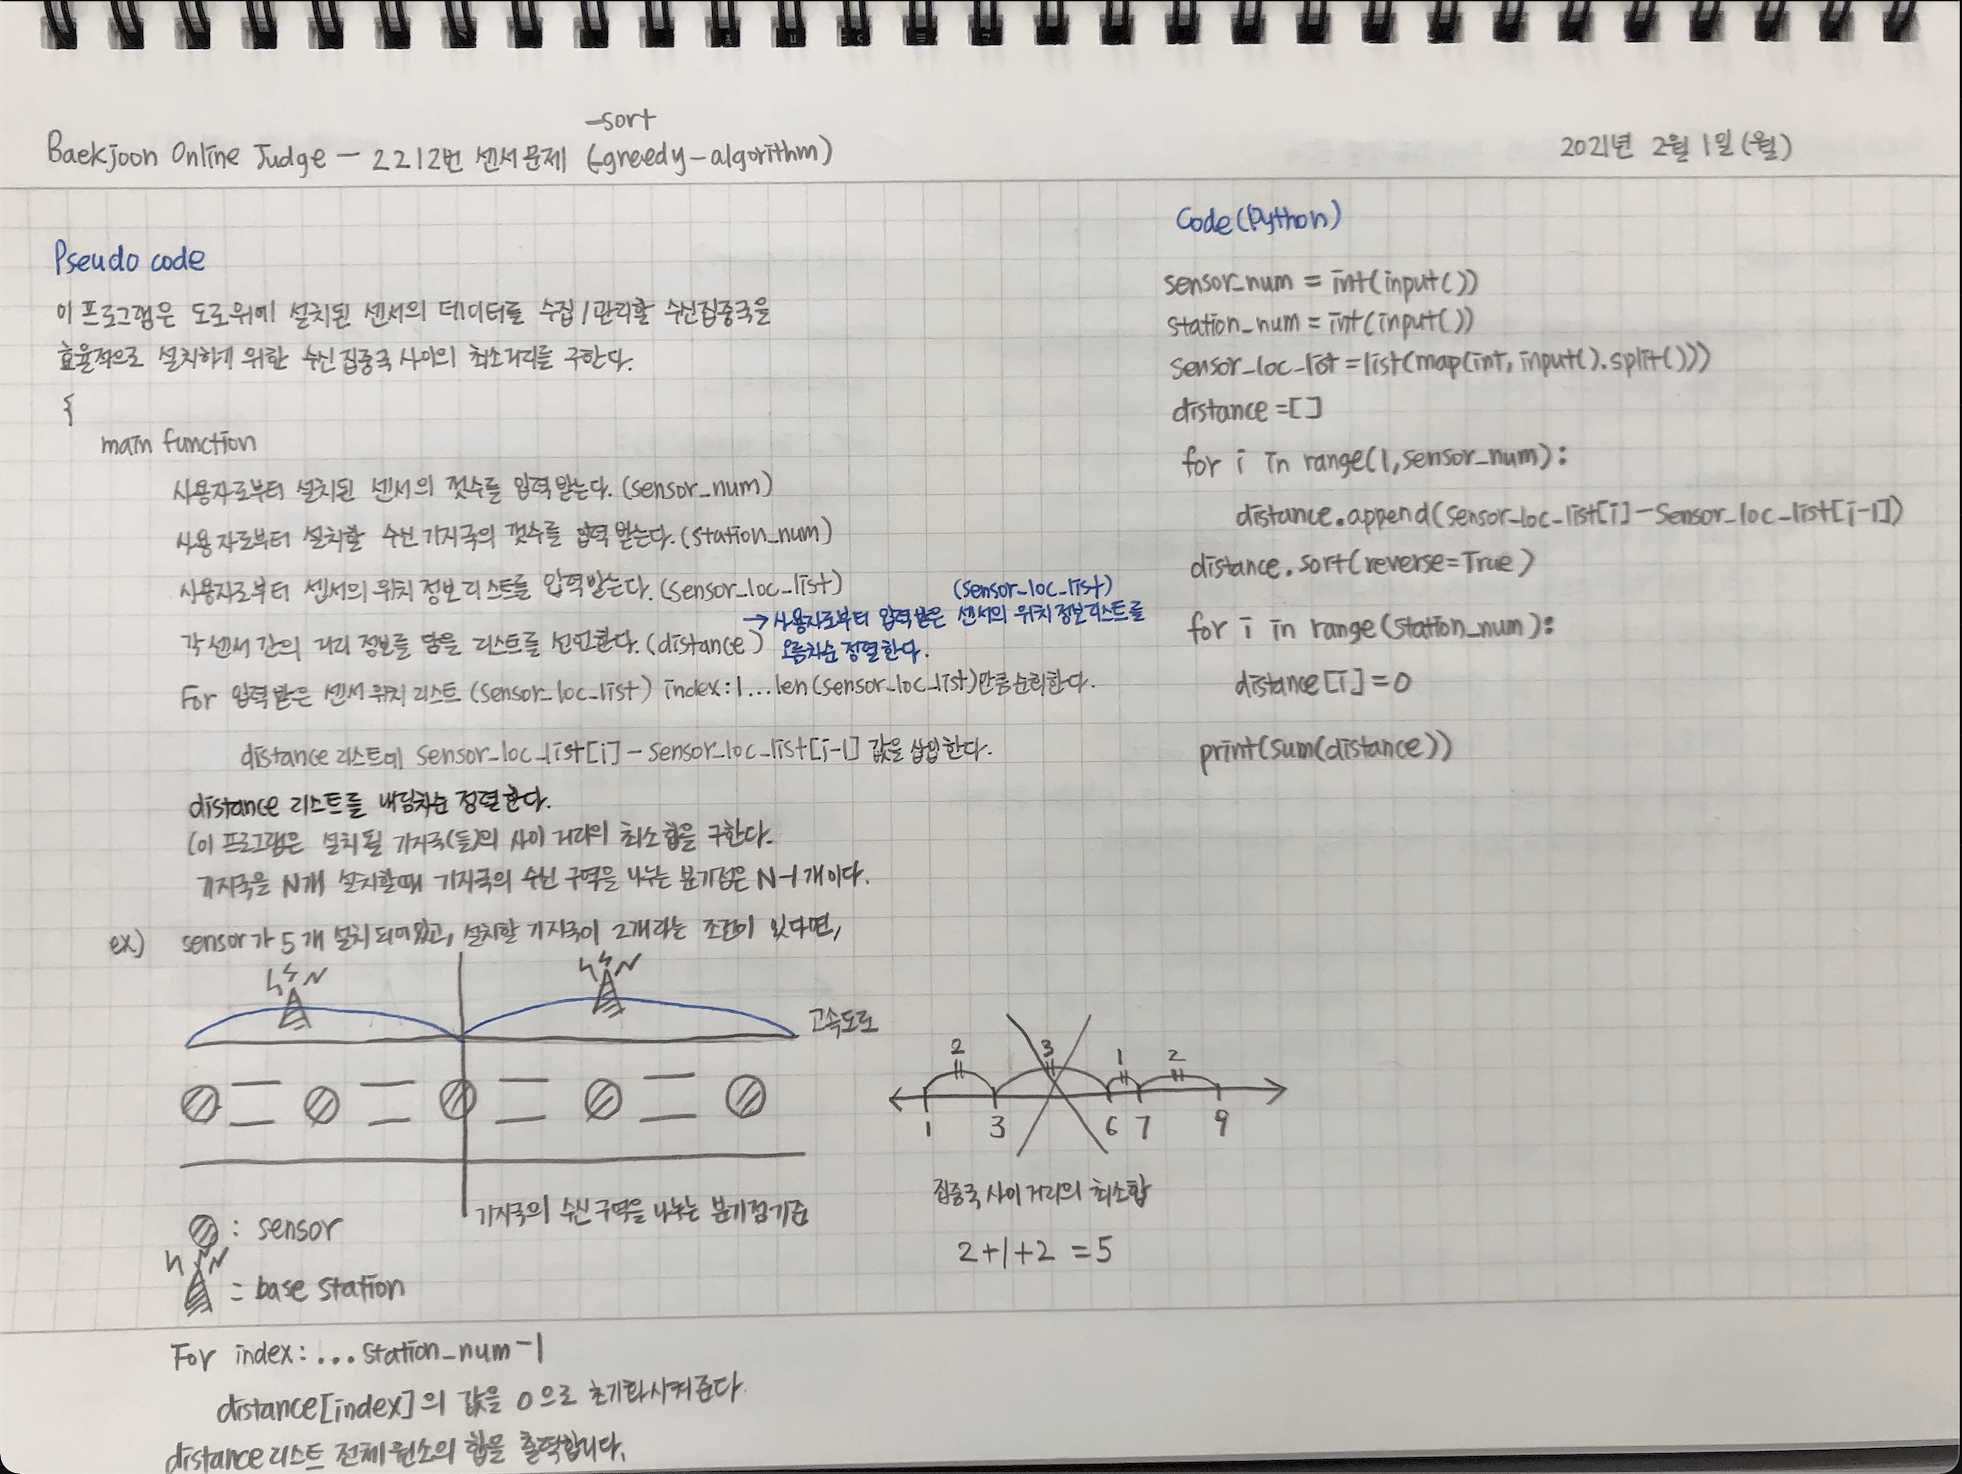 -sort
Baekjoon Online Judge - 2212번 센서 문제 (-greedy-algorithm)
2021년 2월 1일 (월)
Pseudo code
이 프로그램은 도로위에 설치된 센서의 데이터를 수집/관리할 수신집중국을
효율적으로 설치하게 위한 수신 집중국 사이의 최소거리를 구한다.
{
main function
사용자로부터 설치된 센서의 갯수를 입력 받는다. (sensor_num)
사용자로부터 설치할 수신 기지국의 갯수를 입력 받는다. (station_num)
사용자로부터 센서의 위치 정보 리스트를 입력받는다. (sensor_loc_list)
(sensor_loc_list)
→ 사용자로부터 입력받은 센서의 위치 정보리스트를
오름차순 정렬한다.
각 센서 간의 거리 정보를 담을 리스트를 선언한다. (distance)
For 입력받은 센서 위치 리스트 (sensor_loc_list) index:1...len(sensor_loc_list)만큼 순회한다.
distance 리스트에 sensor_loc_list[i] - sensor_loc_list[i-1] 값을 삽입한다.
distance 리스트를 내림차순 정렬한다.
(이 프로그램은 설치될 기지국(들)의 사이 거리의 최소합을 구한다.
기지국을 N개 설치할때 기지국의 수신 구역을 나누는 분기점은 N-1개이다.
ex) sensor가 5개 설치되어있고, 설치할 기지국이 2개라는 조건이 있다면,
고속도로
기지국의 수신 구역을 나누는 분기점기준
: sensor
= base station
2 3 1 2
1 3 6 7 9
집중국 사이 거리의 최소합
2+1+2 = 5
For index: ... station_num-1
distance[index]의 값을 0으로 초기화시켜준다.
distance 리스트 전체 원소의 합을 출력합니다.
Code (Python)
sensor_num = int(input())
station_num = int(input())
sensor_loc_list = list(map(int, input().split()))
distance = []
for i in range(1, sensor_num):
distance.append(sensor_loc_list[i] - sensor_loc_list[i-1])
distance.sort(reverse=True)
for i in range(station_num):
distance[i] = 0
print(sum(distance))